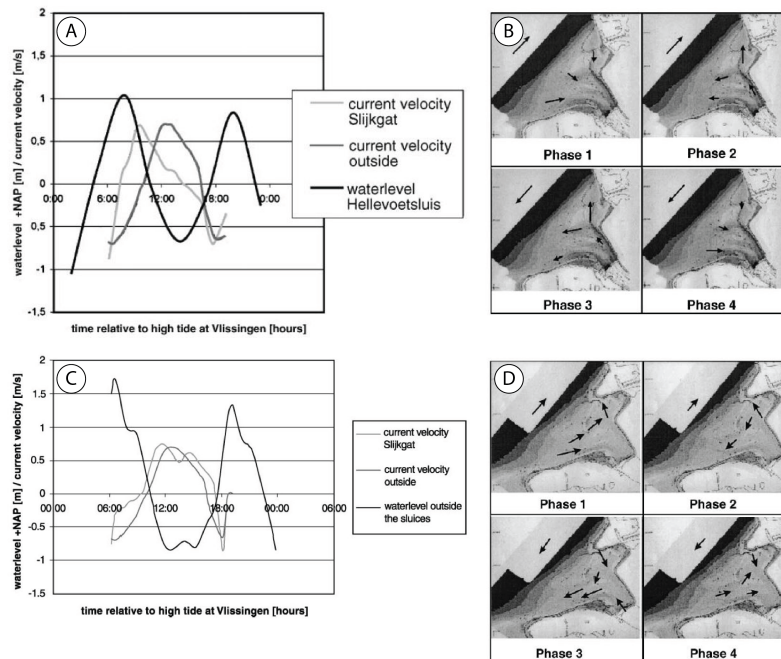 A
2
1,5
1
0,5
0
-0,5
-1
-1,5
0:00
6:00
12:00
18:00
0:00
waterlevel +NAP [m] / current velocity [m/s]
time relative to high tide at Vlissingen [hours]
current velocity
Slijkgat
current velocity
outside
waterlevel
Hellevoetsluis
B
Phase 1
Phase 2
Phase 3
Phase 4
C
2
1.5
1
0.5
0
-0.5
-1
-1.5
00:00
06:00
12:00
18:00
00:00
06:00
waterlevel +NAP [m] / current velocity [m/s]
time relative to high tide at Vlissingen [hours]
current velocity
Slijkgat
current velocity
outside
waterlevel outside
the sluices
D
Phase 1
Phase 2
Phase 3
Phase 4